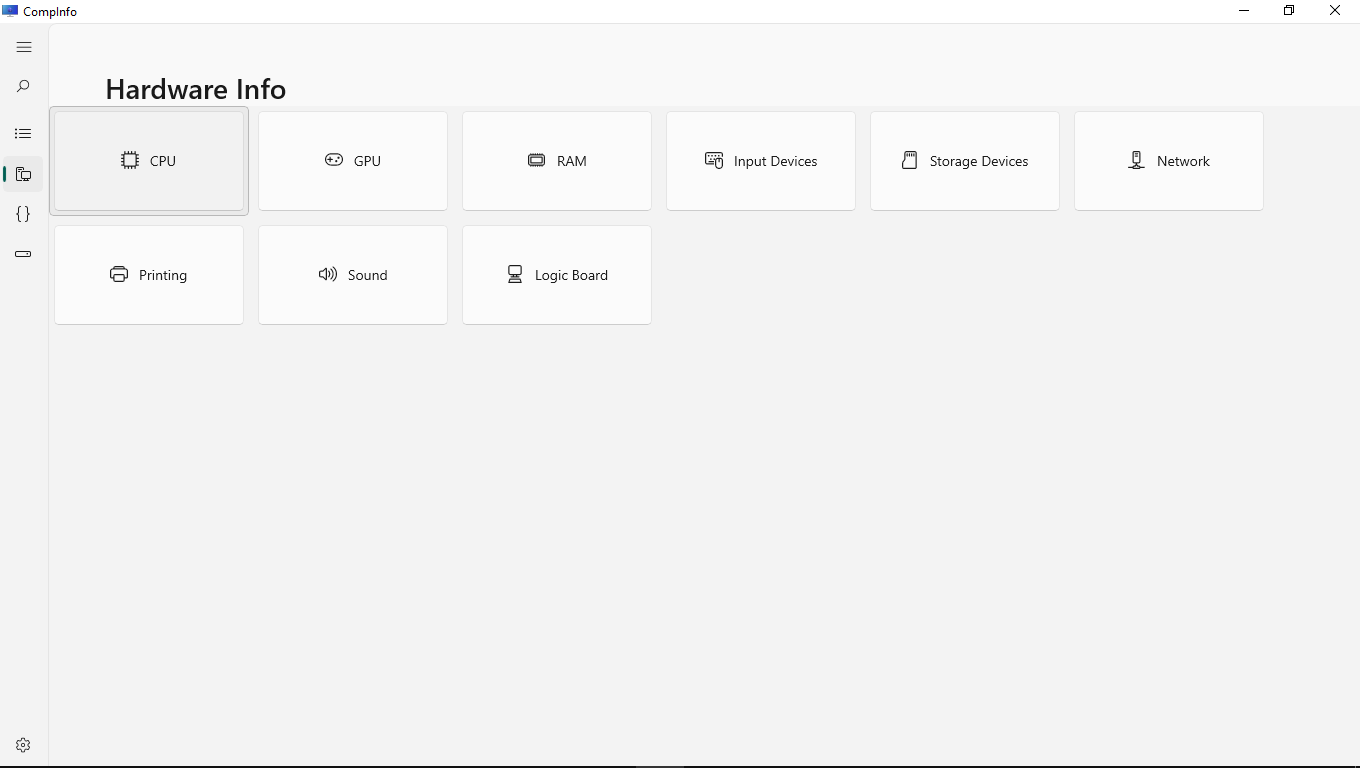 CompInfo
Hardware Info
CPU
GPU
RAM
Input Devices
Storage Devices
Network
Printing
Sound
Logic Board